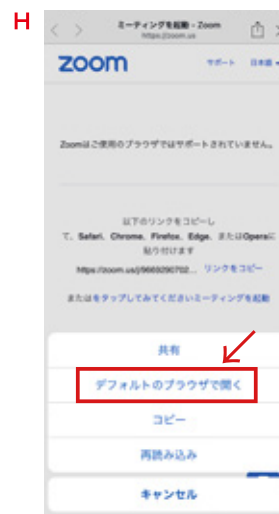 H
ミーティングを起動 - Zoom
https://zoom.us
zoom
サポート 日本語
Zoomはご使用のブラウザではサポートされていません。
以下のリンクをコピーし
て、Safari、Chrome、Firefox、Edge、またはOperaに
貼り付けます
リンクをコピー
またはをタップしてみてくださいミーティングを起動
共有
デフォルトのブラウザで開く
コピー
再読み込み
キャンセル